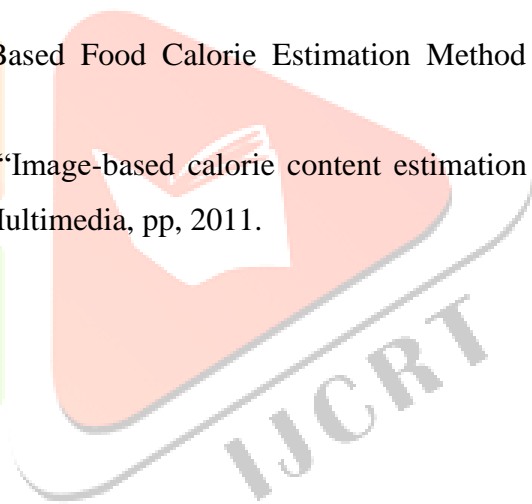 Based Food Calorie Estimation Method
“Image-based calorie content estimation
Multimedia, pp, 2011.
IJCRT